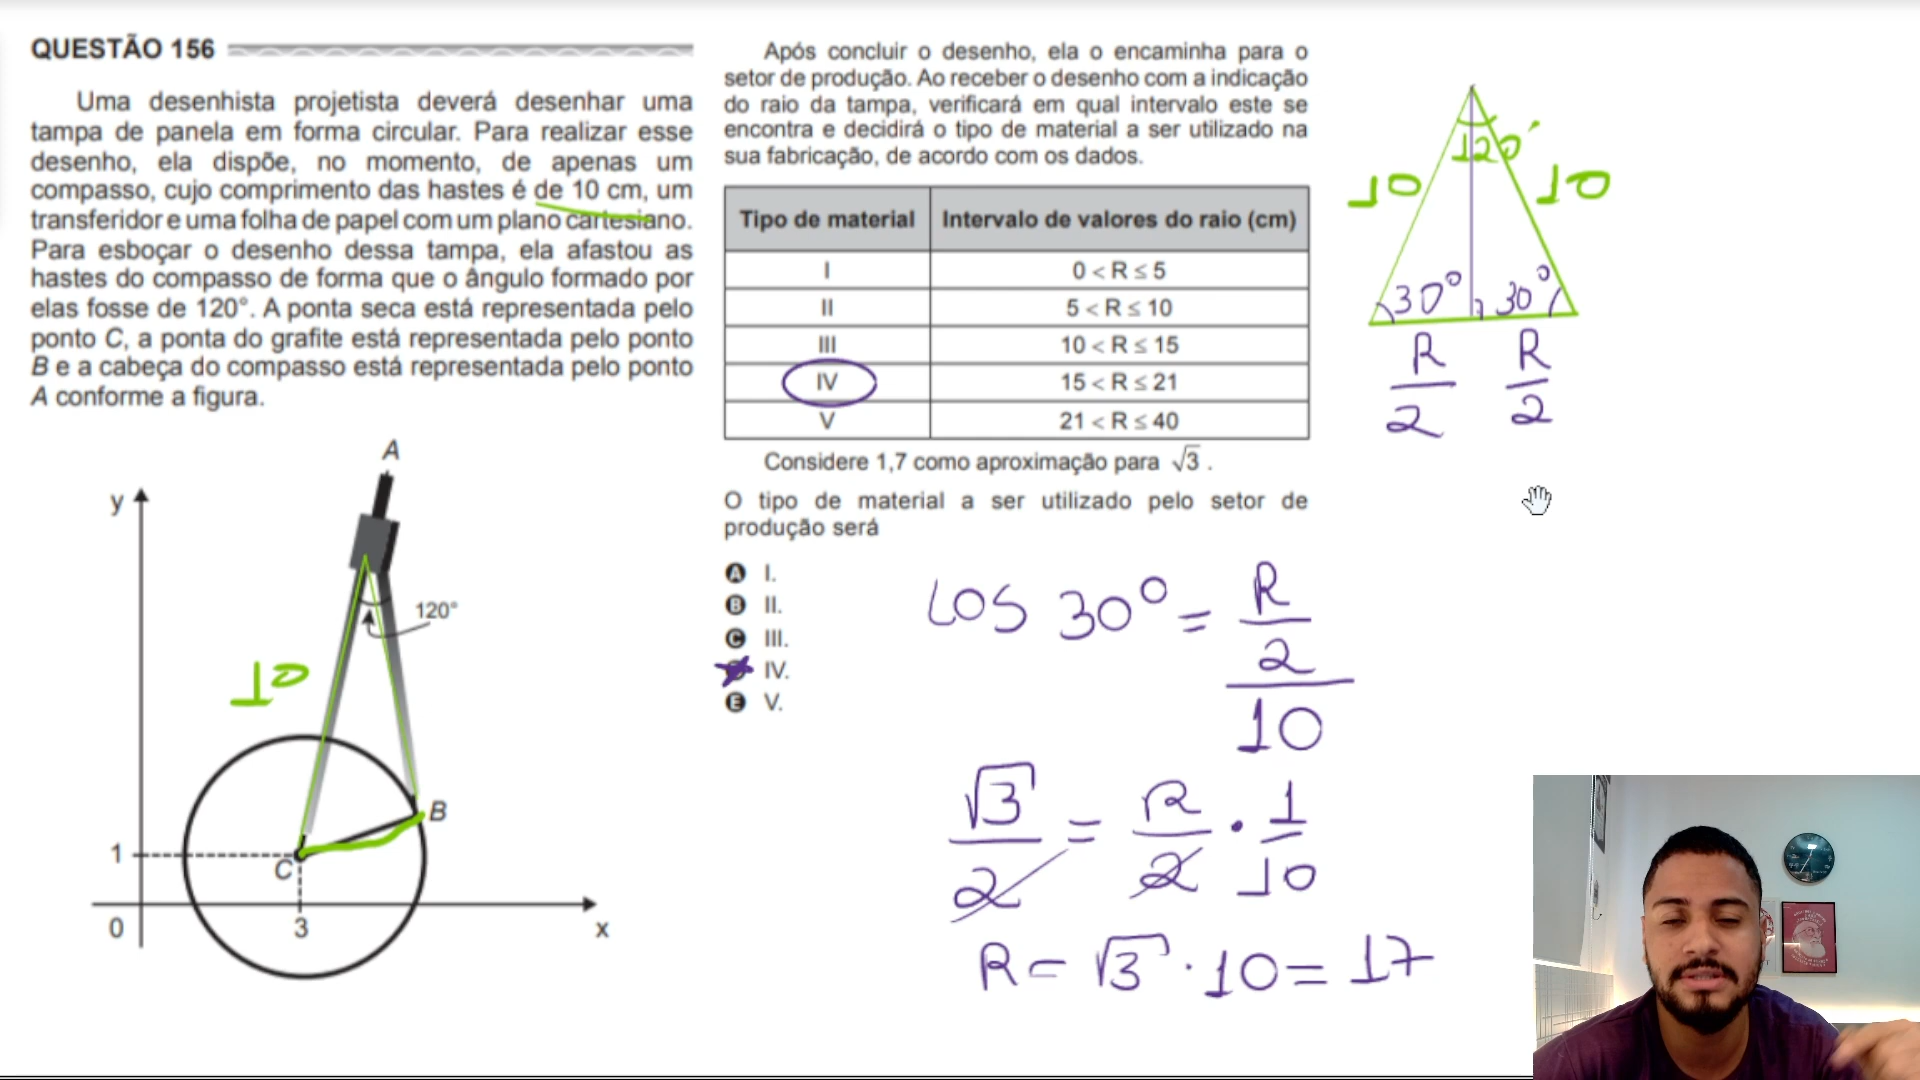 QUESTÃO 156
Uma desenhista projetista deverá desenhar uma
tampa de panela em forma circular. Para realizar esse
desenho, ela dispõe, no momento, de apenas um
compasso, cujo comprimento das hastes é de 10 cm, um
transferidor e uma folha de papel com um plano cartesiano.
Para esboçar o desenho dessa tampa, ela afastou as
hastes do compasso de forma que o ângulo formado por
elas fosse de 120°. A ponta seca está representada pelo
ponto C, a ponta do grafite está representada pelo ponto
B e a cabeça do compasso está representada pelo ponto
A conforme a figura.
A
y
120°
10
B
1
C
0
3
x
Após concluir o desenho, ela o encaminha para o
setor de produção. Ao receber o desenho com a indicação
do raio da tampa, verificará em qual intervalo este se
encontra e decidirá o tipo de material a ser utilizado na
sua fabricação, de acordo com os dados.
Tipo de material Intervalo de valores do raio (cm)
I 0 < R ≤ 5
II 5 < R ≤ 10
III 10 < R ≤ 15
IV 15 < R ≤ 21
V 21 < R ≤ 40
Considere 1,7 como aproximação para √3 .
O tipo de material a ser utilizado pelo setor de
produção será
A I.
B II.
C III.
IV.
E V.
120°
10 10
30° 30°
R/2 R/2
COS 30° = R/2/10
√3/2 = R/2 · 1/10
R = √3 · 10 = 17